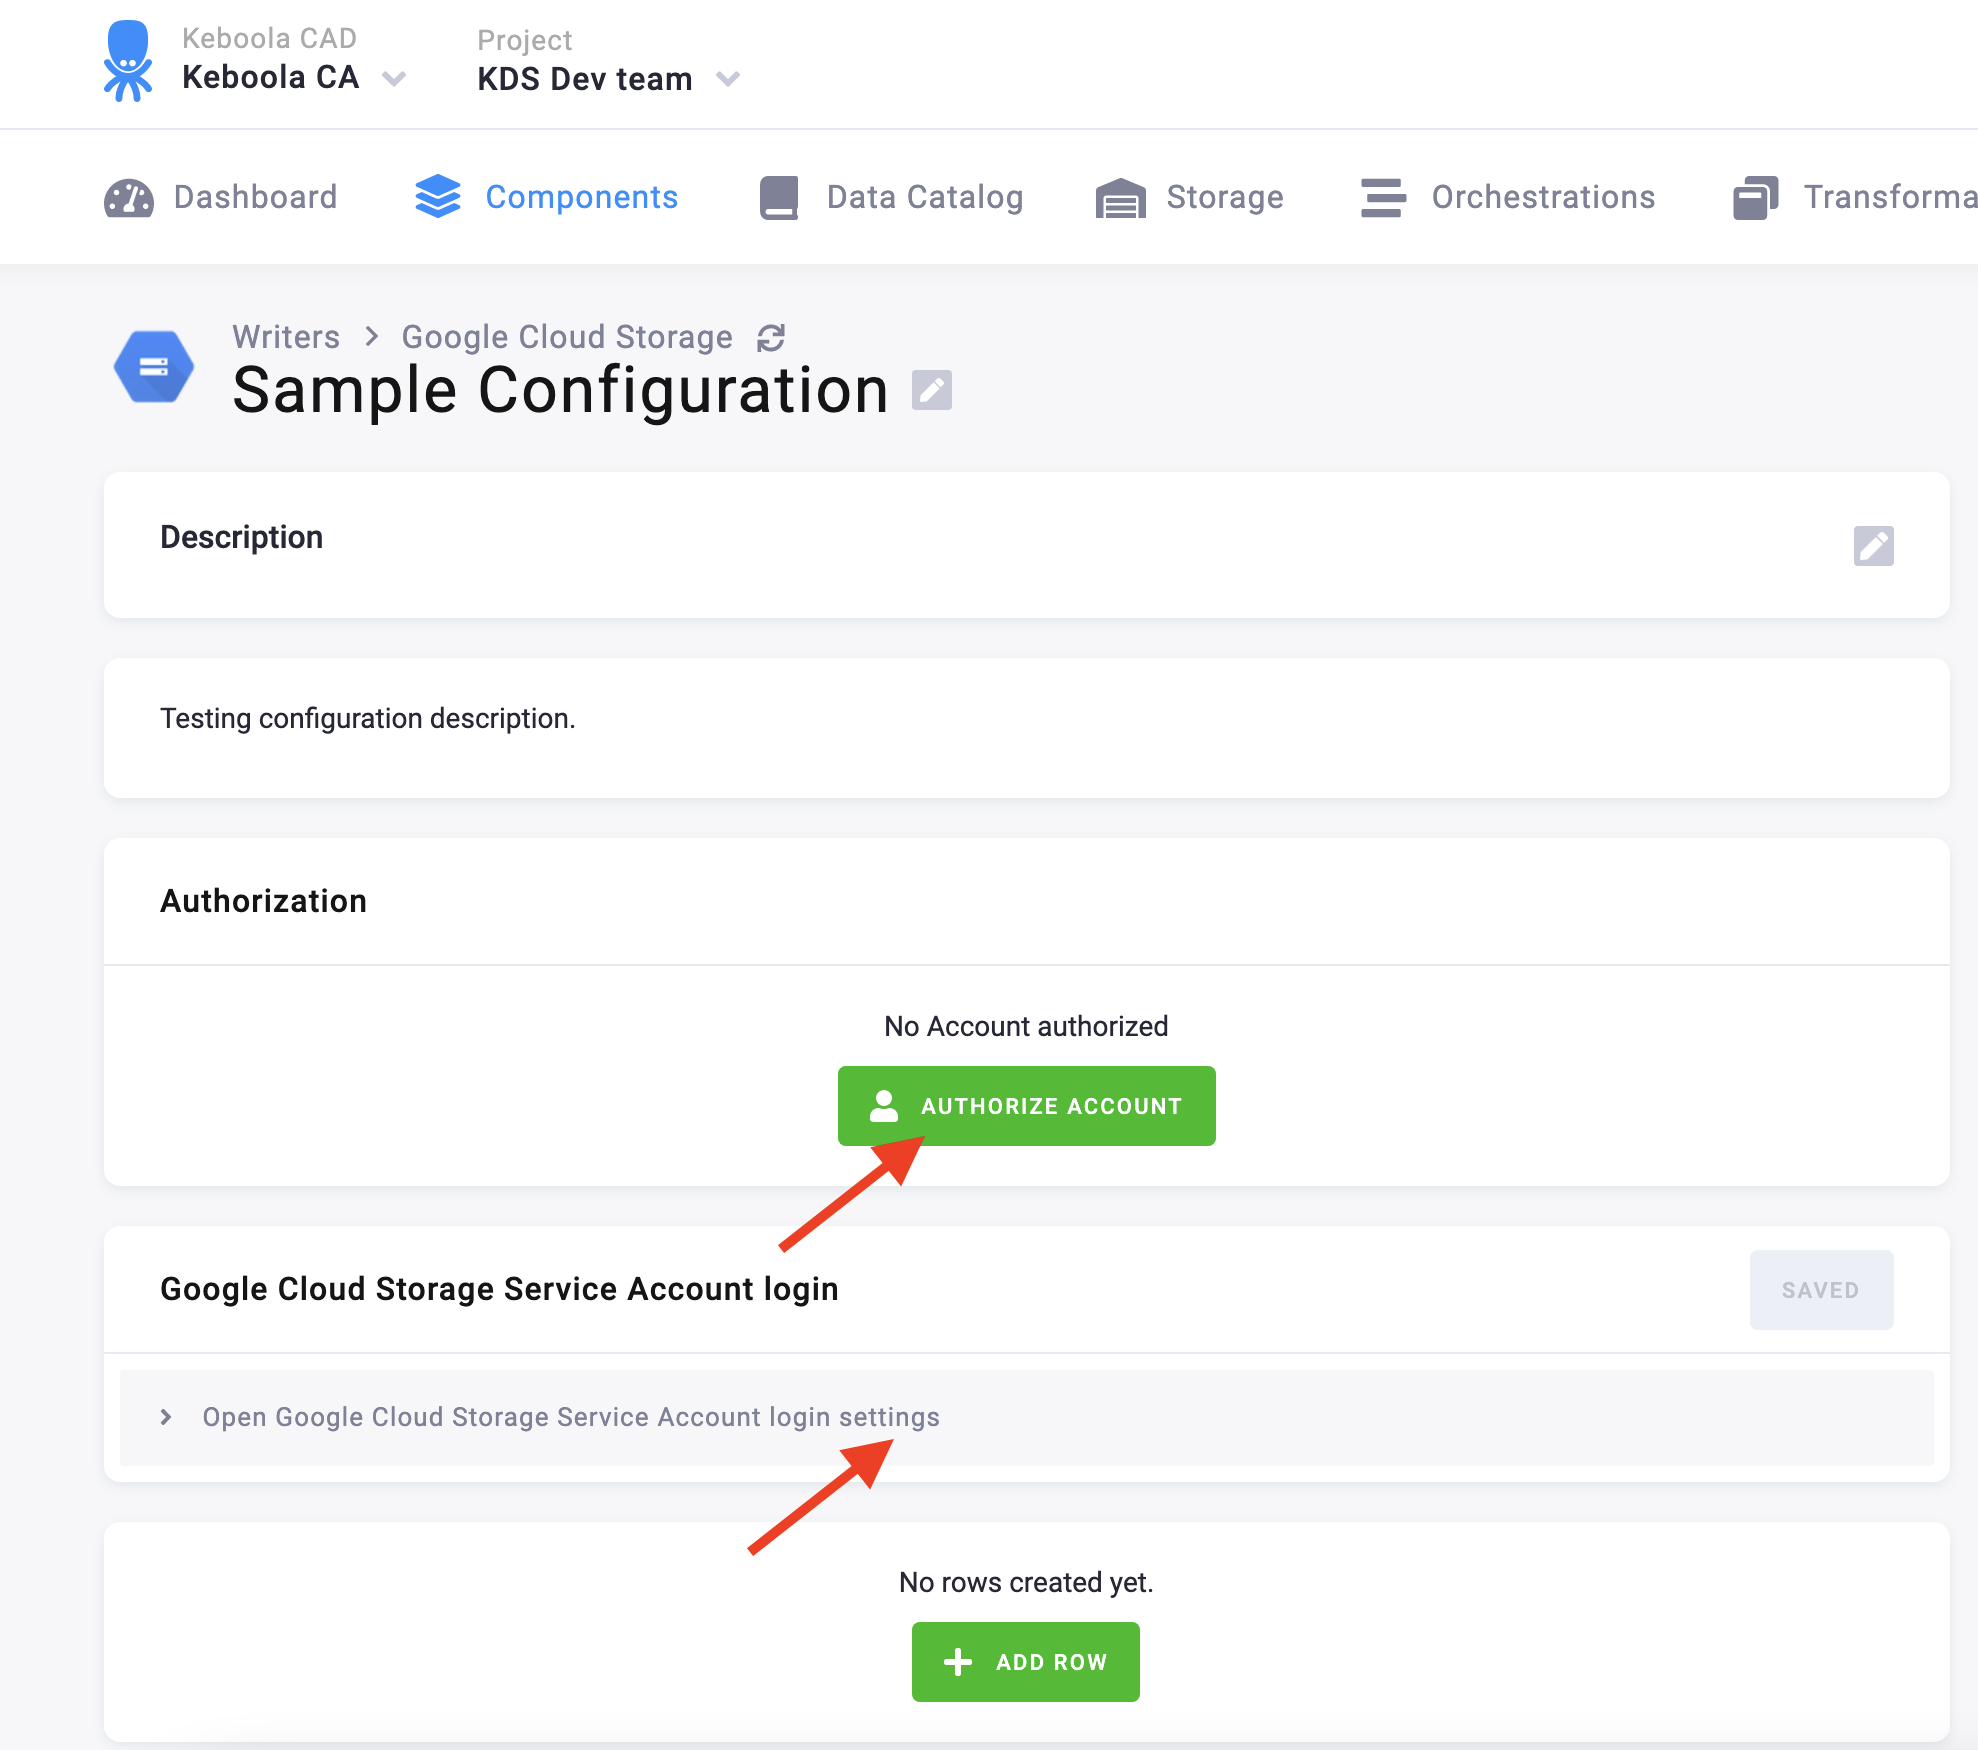 Keboola CAD
Keboola CA
Project
KDS Dev team
Dashboard Components Data Catalog Storage Orchestrations Transforma
Writers > Google Cloud Storage
Sample Configuration
Description
Testing configuration description.
Authorization
No Account authorized
AUTHORIZE ACCOUNT
Google Cloud Storage Service Account login
SAVED
Open Google Cloud Storage Service Account login settings
No rows created yet.
ADD ROW